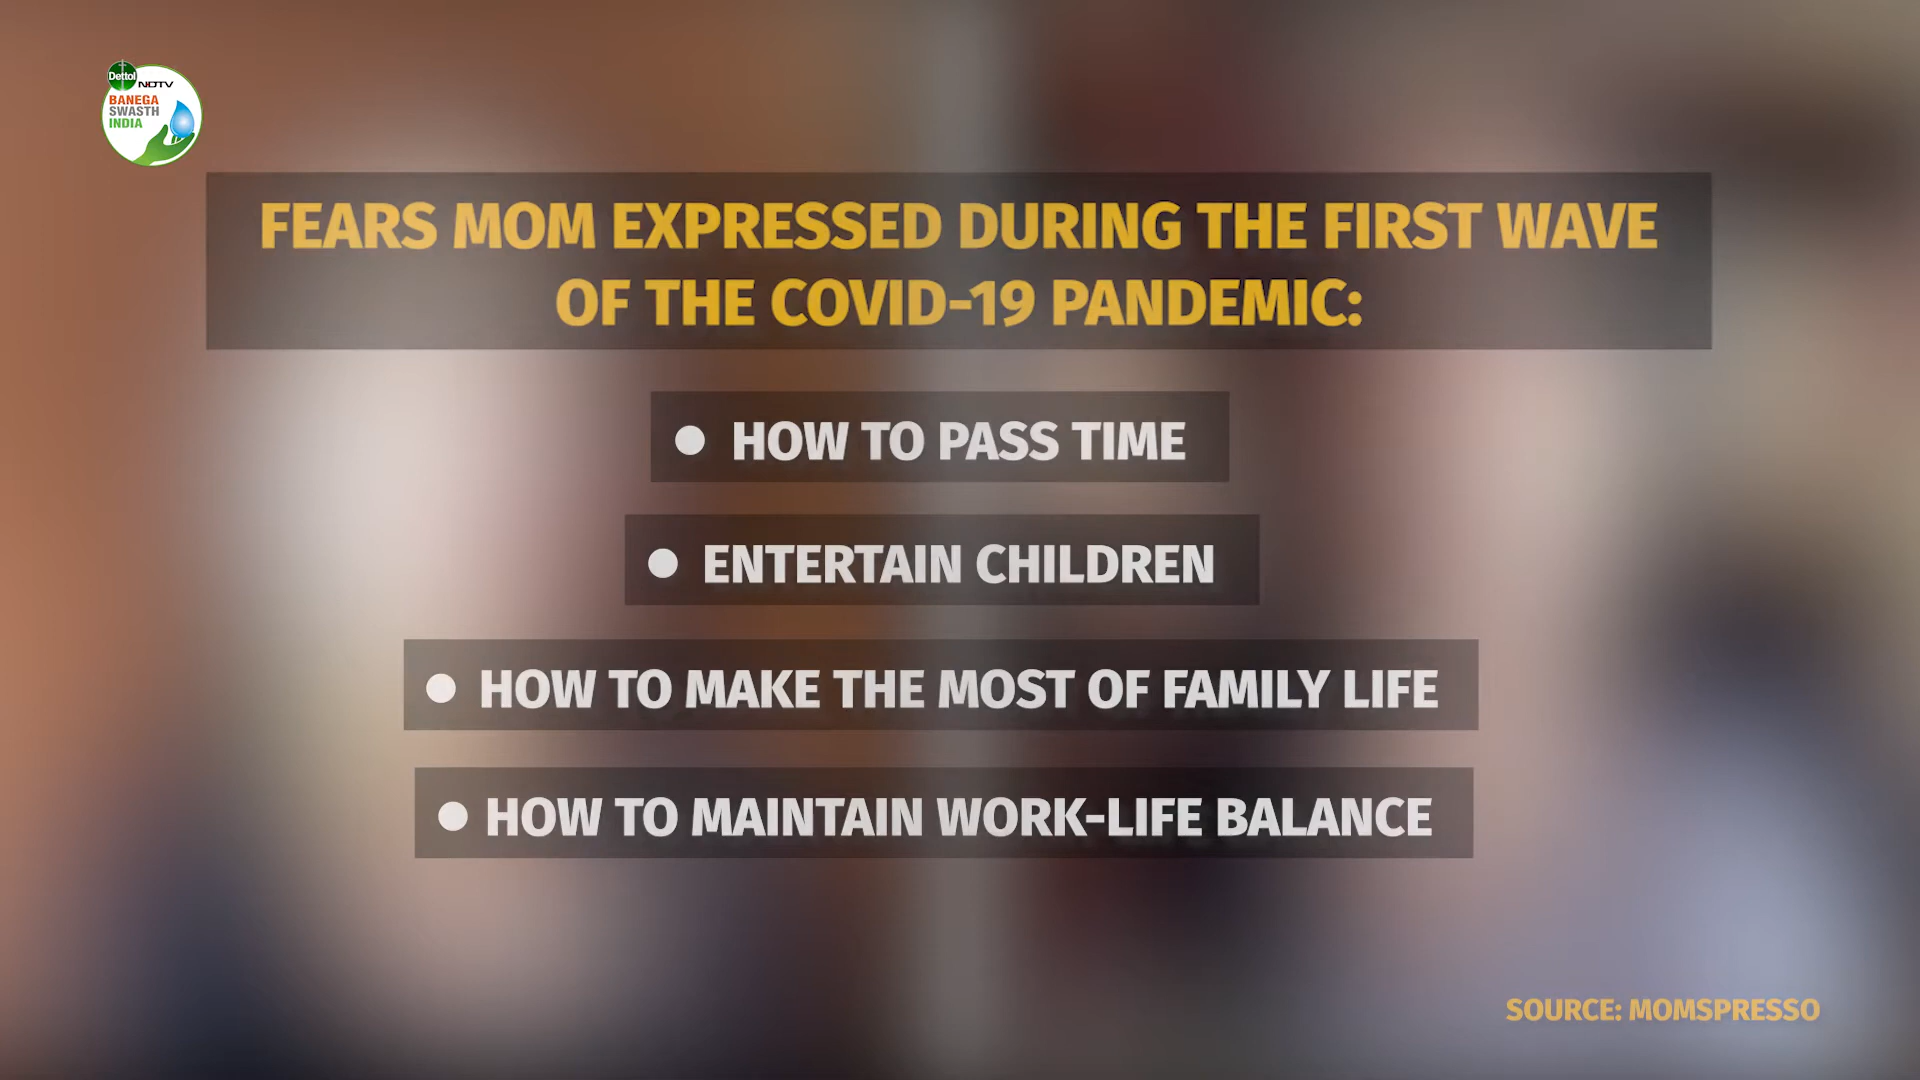 Dettol
NDTV
BANEGA
SWASTH
INDIA
FEARS MOM EXPRESSED DURING THE FIRST WAVE
OF THE COVID-19 PANDEMIC:
● HOW TO PASS TIME
● ENTERTAIN CHILDREN
● HOW TO MAKE THE MOST OF FAMILY LIFE
● HOW TO MAINTAIN WORK-LIFE BALANCE
SOURCE: MOMSPRESSO